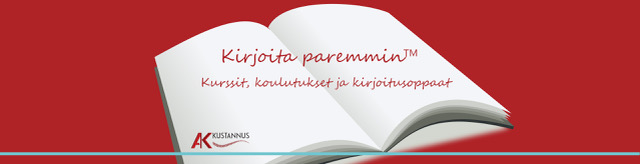 Kirjoita paremmin™
Kurssit, koulutukset ja kirjoitusoppaat
AK KUSTANNUS